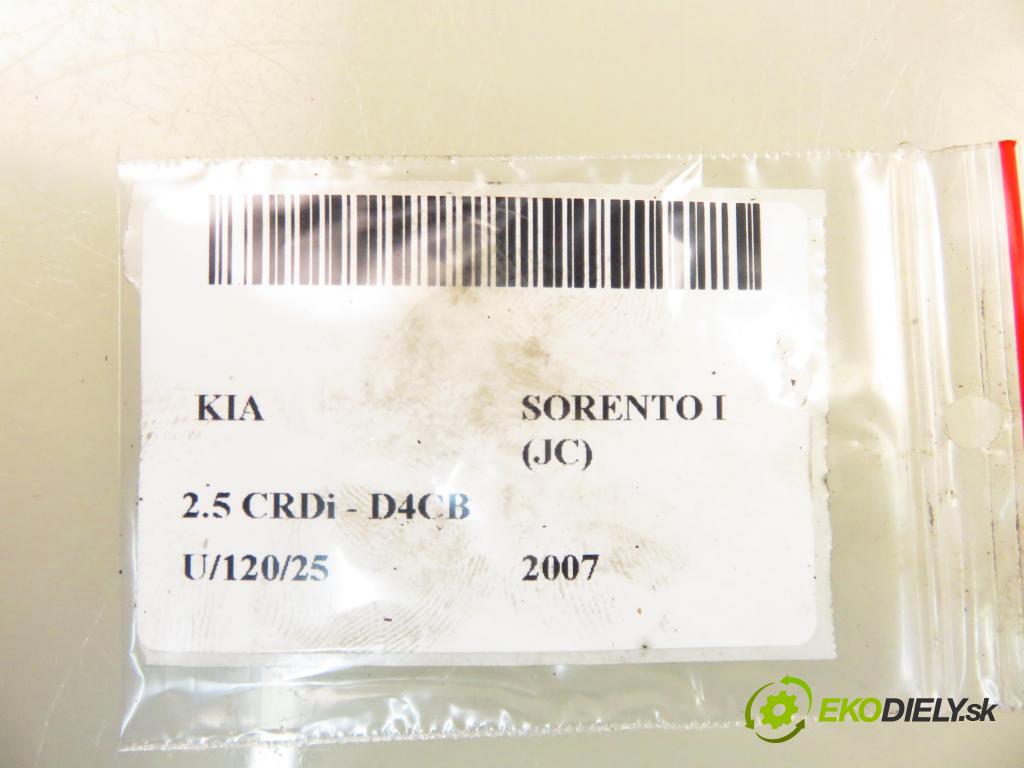 KIA SORENTO I
(JC)
2.5 CRDi - D4CB
U/120/25 2007
EKODIELY.sk